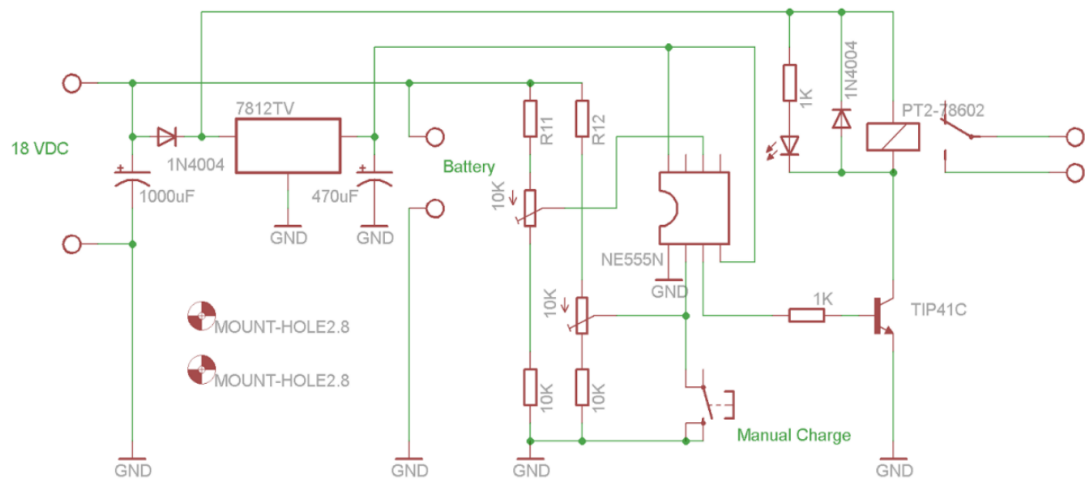 7812TV
1N4004
PT2-78602
1K
R11
R12
18 VDC
1N4004
Battery
1000uF
470uF
10K
GND
GND
NE555N
GND
10K
1K
TIP41C
MOUNT-HOLE2.8
MOUNT-HOLE2.8
10K
10K
Manual Charge
GND
GND
GND
GND